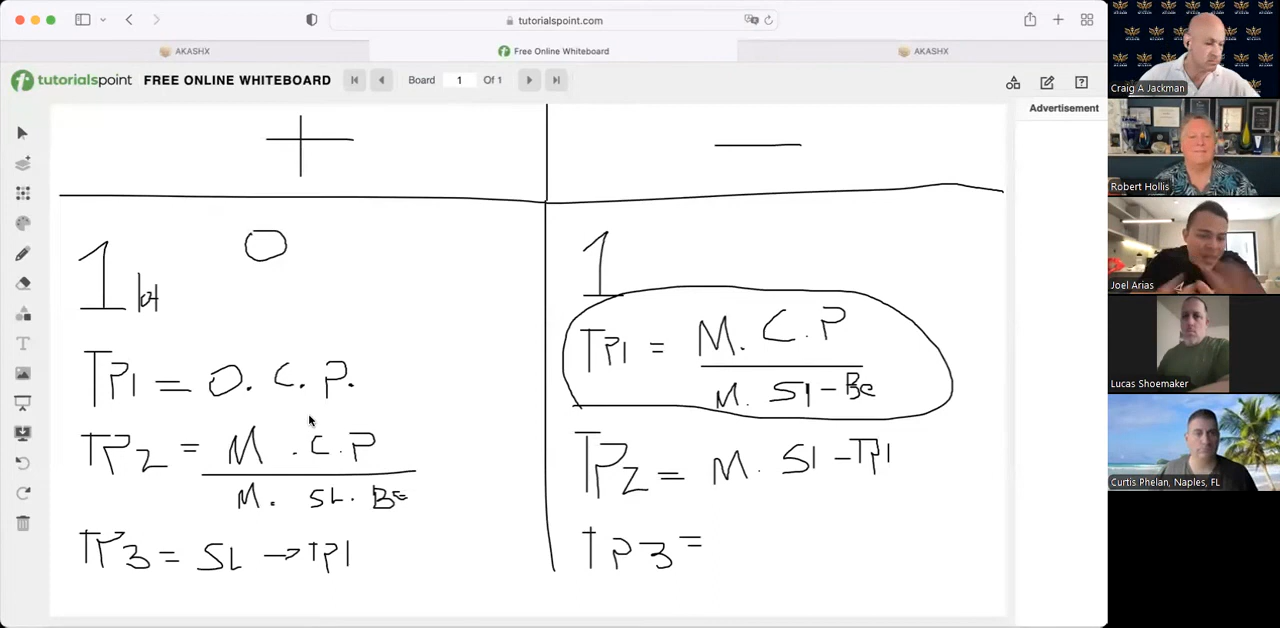 tutorialspoint.com
AKASHX
Free Online Whiteboard
AKASHX
tutorialspoint
FREE ONLINE WHITEBOARD
Board 1 Of 1
Advertisement
+
1 lot
O
TP1 = O. C. P.
TP2 = M . C. P
M. SL. BE
TP3 = SL → TP1
—
1
TP1 = M. C. P
M. Sl - Be
TP2 = M. Sl - TP1
TP3 =
Craig A Jackman
Robert Hollis
Joel Arias
Lucas Shoemaker
Curtis Phelan, Naples, FL